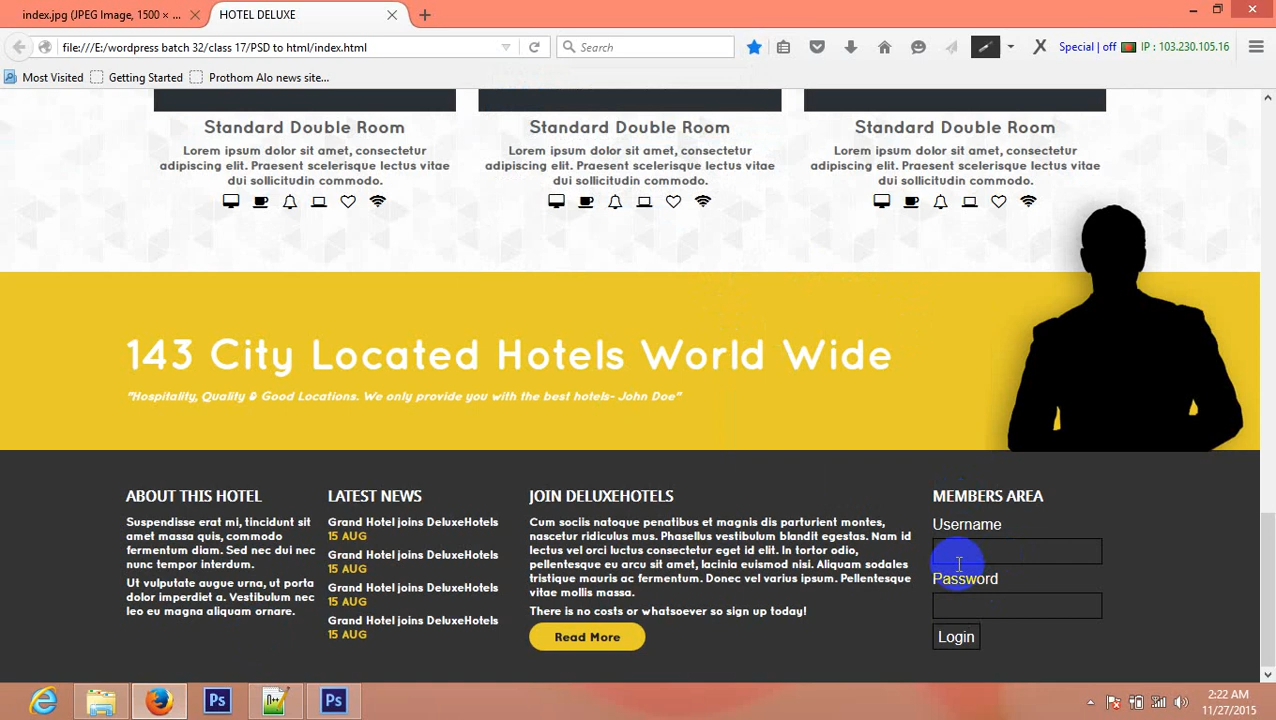 index.jpg (JPEG Image, 1500 × ...
HOTEL DELUXE
file:///E:/wordpress batch 32/class 17/PSD to html/index.html
Search
Special | off
IP : 103.230.105.16
Most Visited
Getting Started
Prothom Alo news site...
Standard Double Room
Lorem ipsum dolor sit amet, consectetur
adipiscing elit. Praesent scelerisque lectus vitae
dui sollicitudin commodo.
Standard Double Room
Lorem ipsum dolor sit amet, consectetur
adipiscing elit. Praesent scelerisque lectus vitae
dui sollicitudin commodo.
Standard Double Room
Lorem ipsum dolor sit amet, consectetur
adipiscing elit. Praesent scelerisque lectus vitae
dui sollicitudin commodo.
143 City Located Hotels World Wide
"Hospitality, Quality & Good Locations. We only provide you with the best hotels- John Doe"
ABOUT THIS HOTEL
Suspendisse erat mi, tincidunt sit
amet massa quis, commodo
fermentum diam. Sed nec dui nec
nunc tempor interdum.
Ut vulputate augue urna, ut porta
dolor imperdiet a. Vestibulum nec
leo eu magna aliquam ornare.
LATEST NEWS
Grand Hotel joins DeluxeHotels
15 AUG
Grand Hotel joins DeluxeHotels
15 AUG
Grand Hotel joins DeluxeHotels
15 AUG
Grand Hotel joins DeluxeHotels
15 AUG
JOIN DELUXEHOTELS
Cum sociis natoque penatibus et magnis dis parturient montes,
nascetur ridiculus mus. Phasellus vestibulum blandit egestas. Nam id
lectus vel orci luctus consectetur eget id elit. In tortor odio,
pellentesque eu arcu sit amet, lacinia euismod nisi. Aliquam sodales
tristique mauris ac fermentum. Donec vel varius ipsum. Pellentesque
vitae mollis massa.
There is no costs or whatsoever so sign up today!
Read More
MEMBERS AREA
Username
Password
Login
Ps
Ps
2:22 AM
11/27/2015